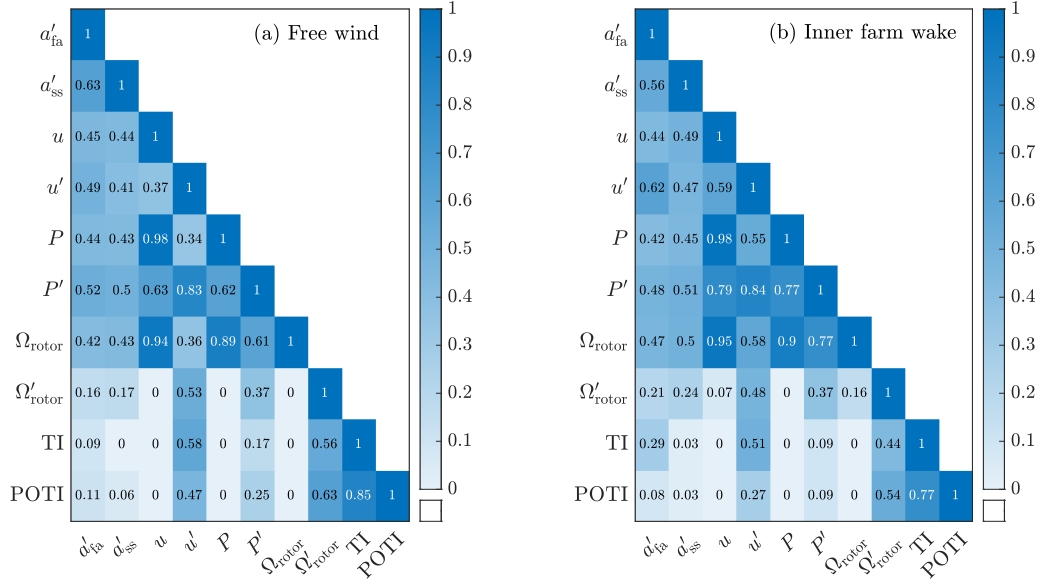 (a) Free wind
a′fa 1
a′ss 0.63 1
u 0.45 0.44 1
u′ 0.49 0.41 0.37 1
P 0.44 0.43 0.98 0.34 1
P′ 0.52 0.5 0.63 0.83 0.62 1
Ωrotor 0.42 0.43 0.94 0.36 0.89 0.61 1
Ω′rotor 0.16 0.17 0 0.53 0 0.37 0 1
TI 0.09 0 0 0.58 0 0.17 0 0.56 1
POTI 0.11 0.06 0 0.47 0 0.25 0 0.63 0.85 1
a′fa a′ss u u′ P P′ Ωrotor Ω′rotor TI POTI
1
0.9
0.8
0.7
0.6
0.5
0.4
0.3
0.2
0.1
0
(b) Inner farm wake
a′fa 1
a′ss 0.56 1
u 0.44 0.49 1
u′ 0.62 0.47 0.59 1
P 0.42 0.45 0.98 0.55 1
P′ 0.48 0.51 0.79 0.84 0.77 1
Ωrotor 0.47 0.5 0.95 0.58 0.9 0.77 1
Ω′rotor 0.21 0.24 0.07 0.48 0 0.37 0.16 1
TI 0.29 0.03 0 0.51 0 0.09 0 0.44 1
POTI 0.08 0.03 0 0.27 0 0.09 0 0.54 0.77 1
a′fa a′ss u u′ P P′ Ωrotor Ω′rotor TI POTI
1
0.9
0.8
0.7
0.6
0.5
0.4
0.3
0.2
0.1
0